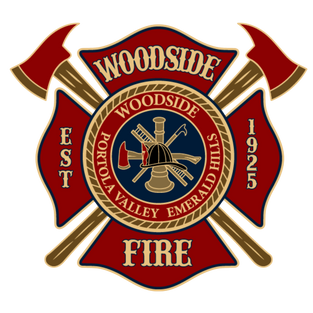 WOODSIDE
WOODSIDE
PORTOLA VALLEY EMERALD HILLS
EST
1925
FIRE